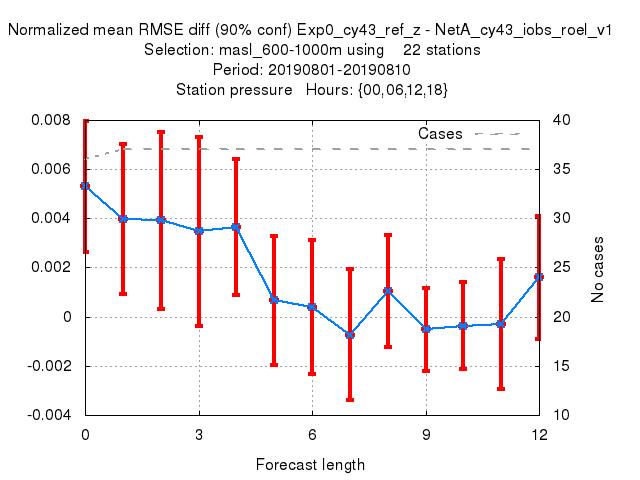 Normalized mean RMSE diff (90% conf) Exp0_cy43_ref_z - NetA_cy43_iobs_roel_v1
Selection: masl_600-1000m using    22 stations
Period: 20190801-20190810
Station pressure   Hours: {00,06,12,18}
0.008
0.006
0.004
0.002
0
-0.002
-0.004
Cases
40
35
30
25
20
15
10
No cases
0 3 6 9 12
Forecast length